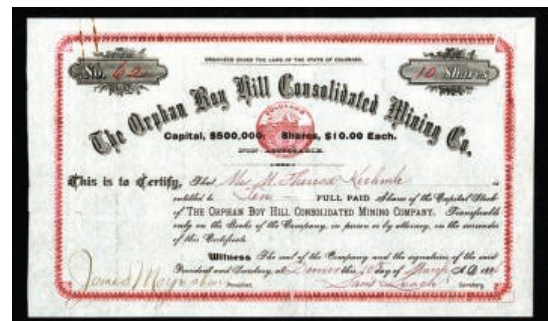 ORGANIZED UNDER THE LAWS OF THE STATE OF COLORADO.
No. 62
10 Shares
The Orphan Boy Hill Consolidated Mining Co.
COLORADO
Capital, $500,000. Shares, $10.00 Each.
This is to Certify, That M. Theresa
entitled to Ten FULL PAID Shares of the Capital Stock
of THE ORPHAN BOY HILL CONSOLIDATED MINING COMPANY. Transferable
only on the Books of the Company, in person or by attorney, on the surrender
of this Certificate.
Witness The seal of the Company and the signatures of the said
President and Secretary, at Denver this 10 day of March A.D. 188
James President. Secretary.